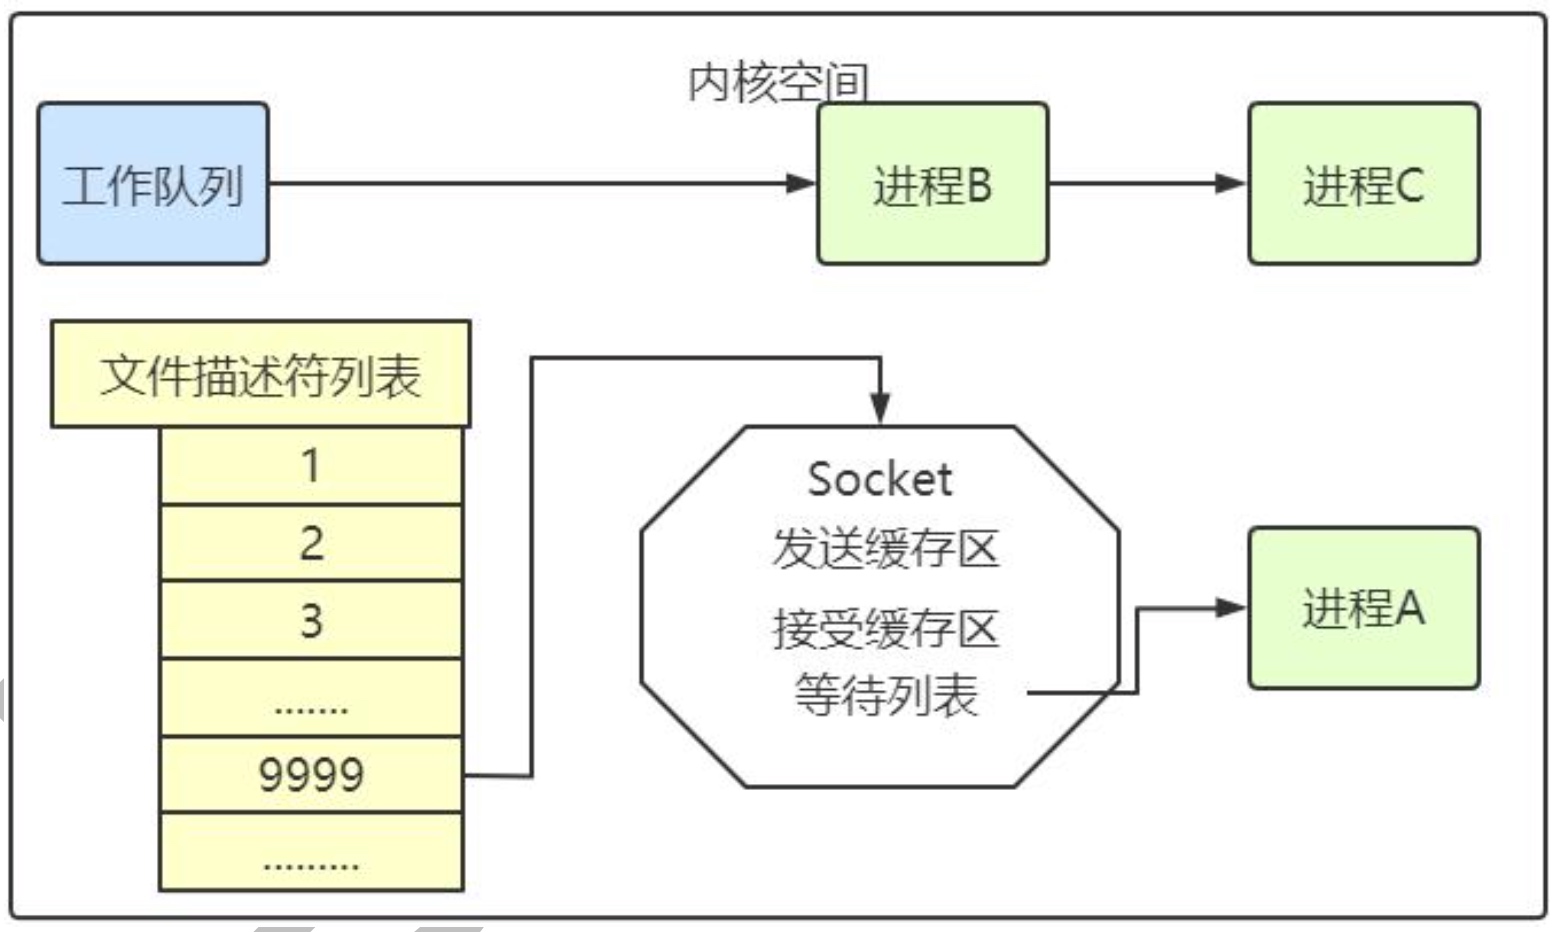 内核空间
工作队列
进程B
进程C
文件描述符列表
1
2
3
.......
9999
.........
Socket
发送缓存区
接受缓存区
等待列表
进程A